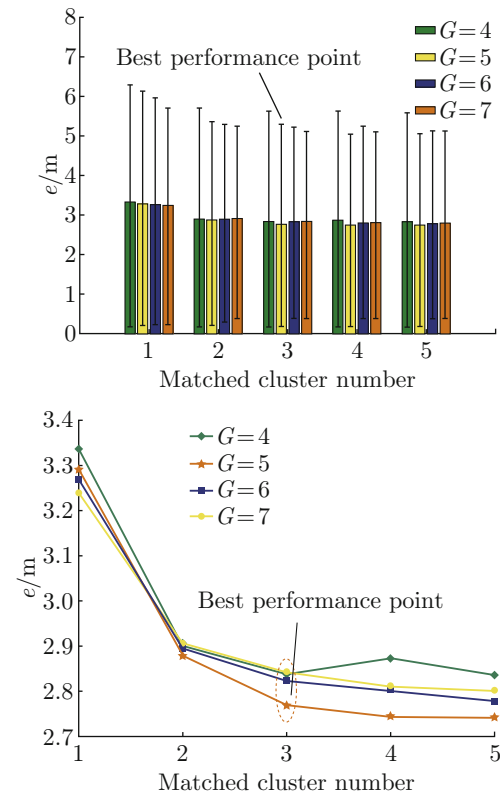 8
7
6
5
4
3
2
1
0
e/m
Best performance point
G=4
G=5
G=6
G=7
1 2 3 4 5
Matched cluster number
3.4
3.3
3.2
3.1
3.0
2.9
2.8
2.7
e/m
G=4
G=5
G=6
G=7
Best performance point
1 2 3 4 5
Matched cluster number